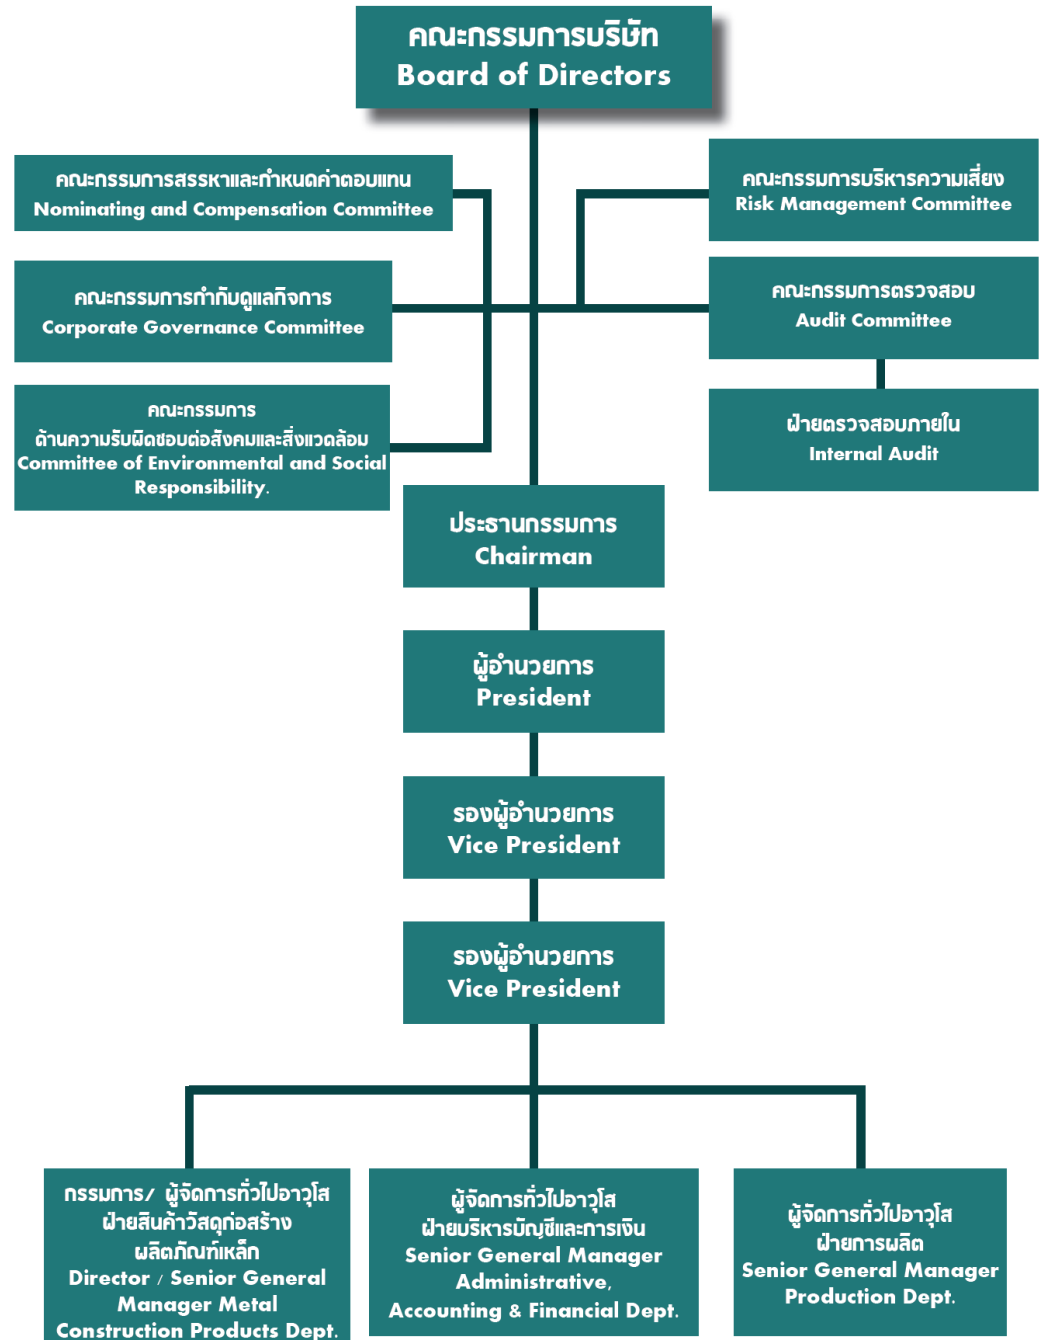 คณะกรรมการบริษัท
Board of Directors
คณะกรรมการสรรหาและกำหนดค่าตอบแทน
Nominating and Compensation Committee
คณะกรรมการบริหารความเสี่ยง
Risk Management Committee
คณะกรรมการกำกับดูแลกิจการ
Corporate Governance Committee
คณะกรรมการตรวจสอบ
Audit Committee
คณะกรรมการ
ด้านความรับผิดชอบต่อสังคมและสิ่งแวดล้อม
Committee of Environmental and Social
Responsibility.
ฝ่ายตรวจสอบภายใน
Internal Audit
ประธานกรรมการ
Chairman
ผู้อำนวยการ
President
รองผู้อำนวยการ
Vice President
รองผู้อำนวยการ
Vice President
กรรมการ/ ผู้จัดการทั่วไปอาวุโส
ฝ่ายสินค้าวัสดุก่อสร้าง
ผลิตภัณฑ์เหล็ก
Director / Senior General
Manager Metal
Construction Products Dept.
ผู้จัดการทั่วไปอาวุโส
ฝ่ายบริหารบัญชีและการเงิน
Senior General Manager
Administrative,
Accounting & Financial Dept.
ผู้จัดการทั่วไปอาวุโส
ฝ่ายการผลิต
Senior General Manager
Production Dept.